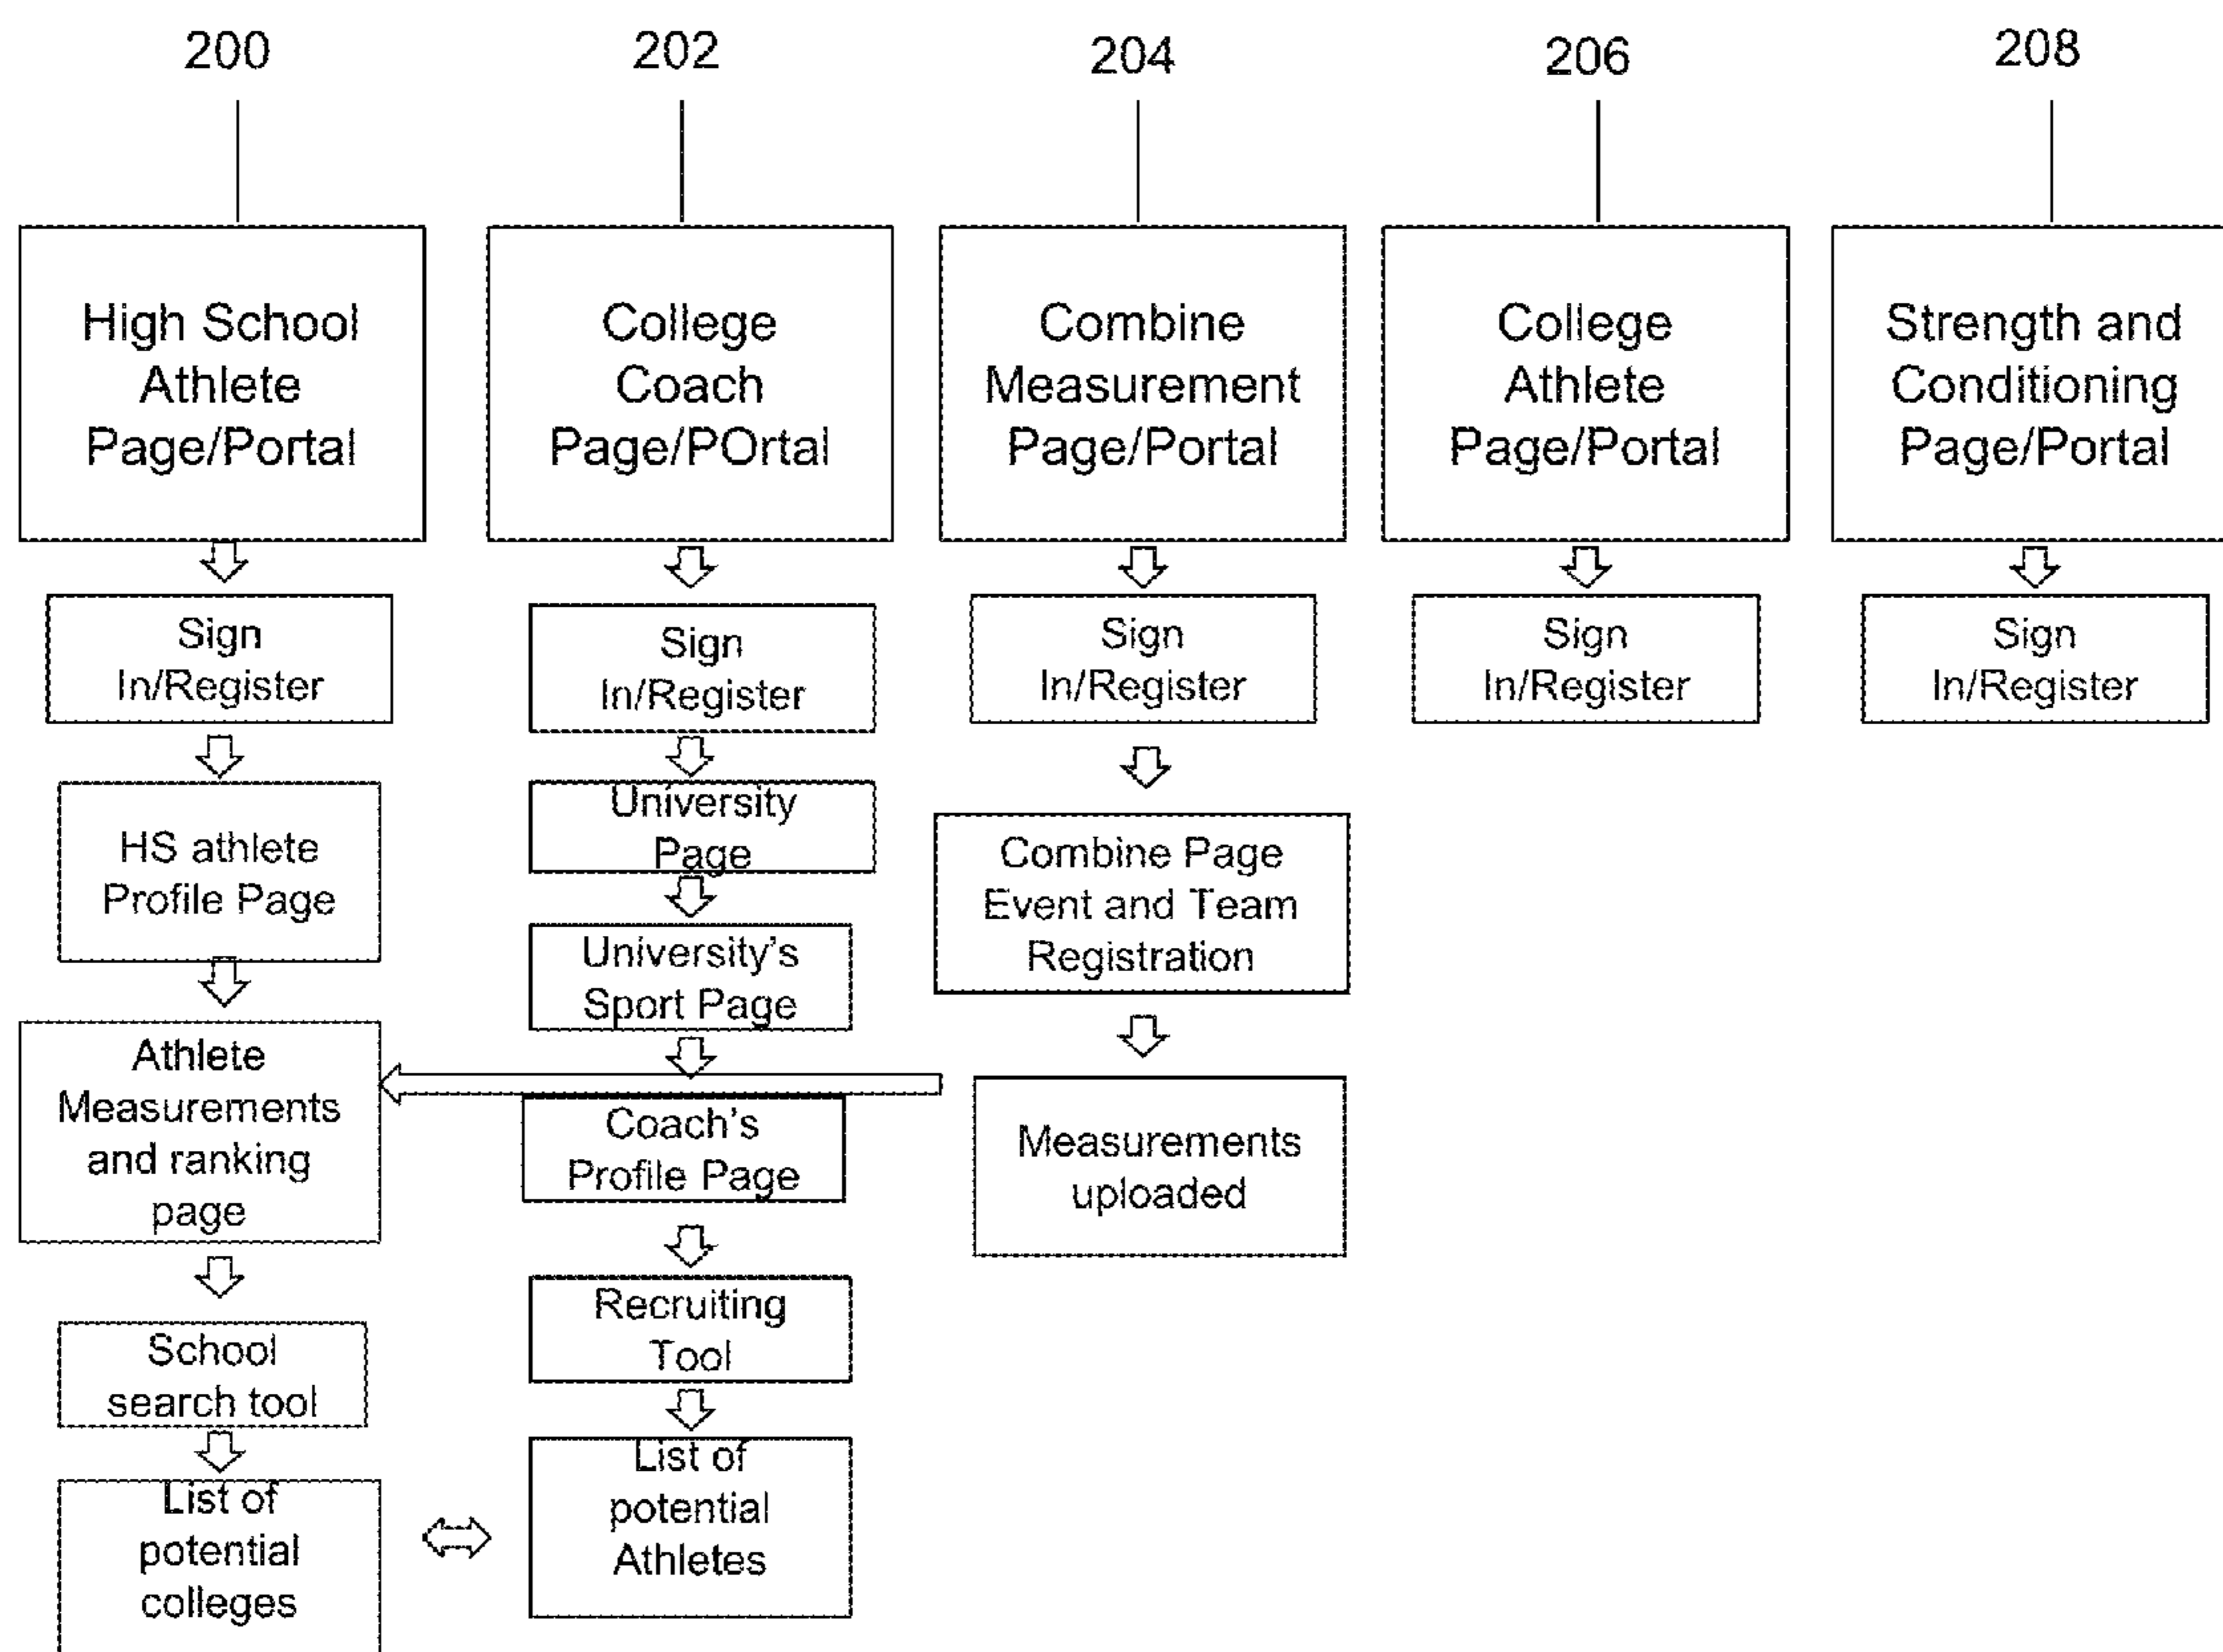 200
202
204
206
208
High School
Athlete
Page/Portal
College
Coach
Page/POrtal
Combine
Measurement
Page/Portal
College
Athlete
Page/Portal
Strength and
Conditioning
Page/Portal
Sign
In/Register
Sign
In/Register
Sign
In/Register
Sign
In/Register
Sign
In/Register
HS athlete
Profile Page
University
Page
Combine Page
Event and Team
Registration
University's
Sport Page
Athlete
Measurements
and ranking
page
Coach's
Profile Page
Measurements
uploaded
School
search tool
Recruiting
Tool
List of
potential
colleges
List of
potential
Athletes